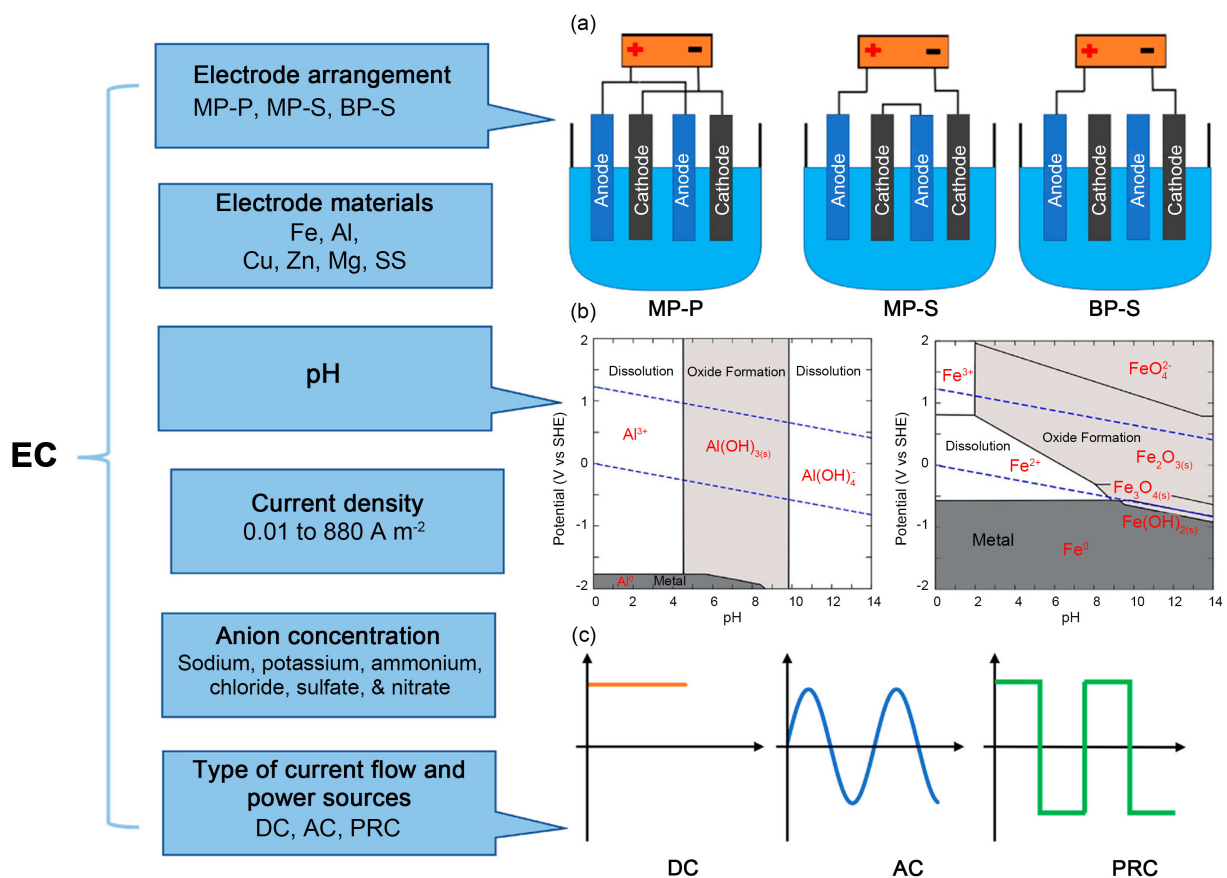 EC
Electrode arrangement
MP-P, MP-S, BP-S
Electrode materials
Fe, Al,
Cu, Zn, Mg, SS
pH
Current density
0.01 to 880 A m⁻²
Anion concentration
Sodium, potassium, ammonium,
chloride, sulfate, & nitrate
Type of current flow and
power sources
DC, AC, PRC
(a)
+ -
Anode
Cathode
Anode
Cathode
MP-P
+ -
Anode
Cathode
Anode
Cathode
MP-S
+ -
Anode
Cathode
Anode
Cathode
BP-S
(b)
Potential (V vs SHE)
2
1
0
-1
-2
Dissolution
Oxide Formation
Dissolution
Al³⁺
Al(OH)₃₍ₛ₎
Al(OH)₄⁻
Al⁰
Metal
0 2 4 6 8 10 12 14
pH
Potential (V vs SHE)
2
1
0
-1
-2
Fe³⁺
FeO₄²⁻
Oxide Formation
Dissolution
Fe²⁺
Fe₂O₃₍ₛ₎
Fe₃O₄₍ₛ₎
Fe(OH)₂₍ₛ₎
Metal
Fe⁰
0 2 4 6 8 10 12 14
pH
(c)
DC
AC
PRC